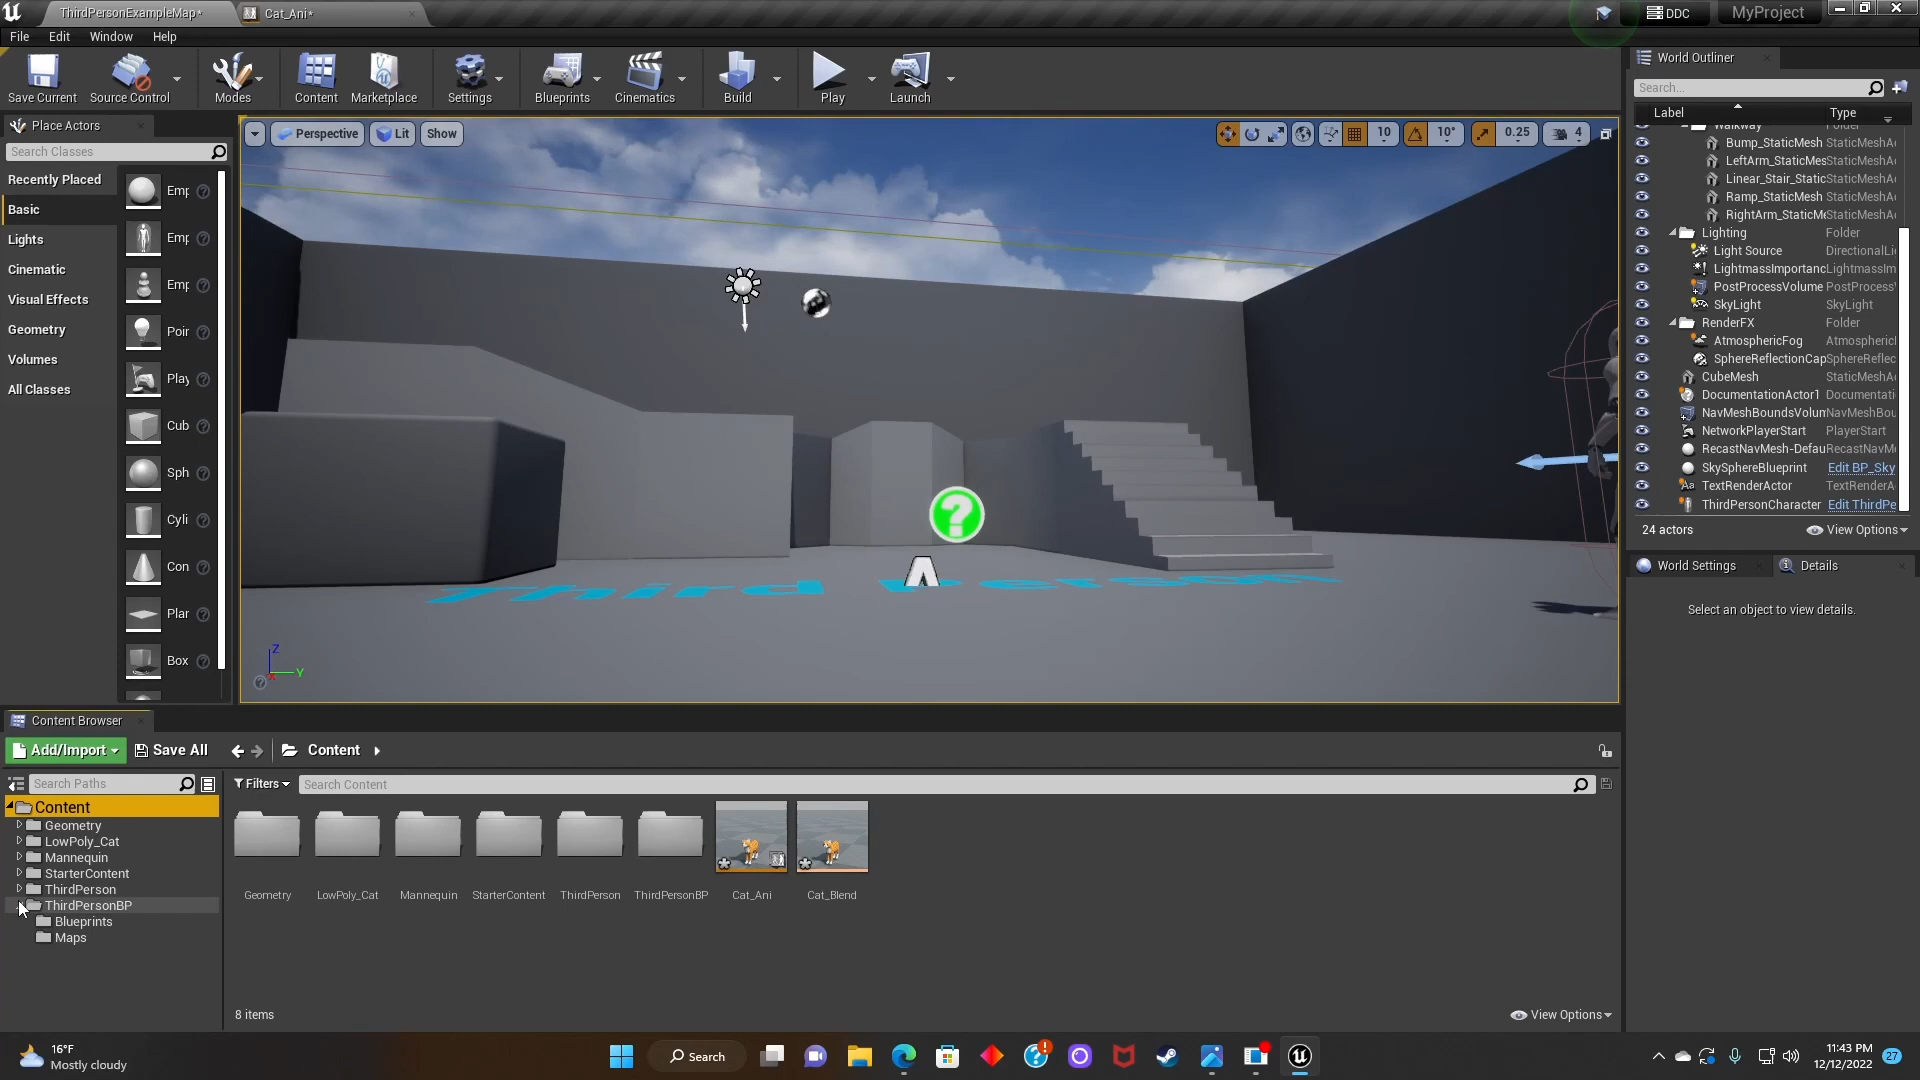 ThirdPersonExampleMap*
Cat_Ani*
DDC
MyProject
File
Edit
Window
Help
Save Current
Source Control
Modes
Content
Marketplace
Settings
Blueprints
Cinematics
Build
Play
Launch
World Outliner
Search...
Label
Type
Walkway
Folder
Bump_StaticMesh
StaticMeshA
LeftArm_StaticMes
StaticMeshA
Linear_Stair_Static
StaticMeshA
Ramp_StaticMesh
StaticMeshA
RightArm_StaticMe
StaticMeshA
Lighting
Folder
Light Source
DirectionalLi
LightmassImportanc
LightmassIm
PostProcessVolume
PostProcess
SkyLight
SkyLight
RenderFX
Folder
AtmosphericFog
Atmospheric
SphereReflectionCap
SphereReflec
CubeMesh
StaticMeshA
DocumentationActor1
Documentati
NavMeshBoundsVolum
NavMeshBou
NetworkPlayerStart
PlayerStart
RecastNavMesh-Defau
RecastNavM
SkySphereBlueprint
Edit BP_Sky
TextRenderActor
TextRenderA
ThirdPersonCharacter
Edit ThirdPe
24 actors
View Options
World Settings
Details
Select an object to view details.
Place Actors
Search Classes
Recently Placed
Basic
Lights
Cinematic
Visual Effects
Geometry
Volumes
All Classes
Emp
Emp
Emp
Poir
Play
Cub
Sph
Cyli
Con
Plar
Box
Perspective
Lit
Show
10
10°
0.25
4
Third Person
Z
Y
X
Content Browser
Add/Import
Save All
Content
Search Paths
Filters
Search Content
Content
Geometry
LowPoly_Cat
Mannequin
StarterContent
ThirdPerson
ThirdPersonBP
Blueprints
Maps
Geometry
LowPoly_Cat
Mannequin
StarterContent
ThirdPerson
ThirdPersonBP
Cat_Ani
Cat_Blend
8 items
View Options
16°F
Mostly cloudy
Search
11:43 PM
12/12/2022
27